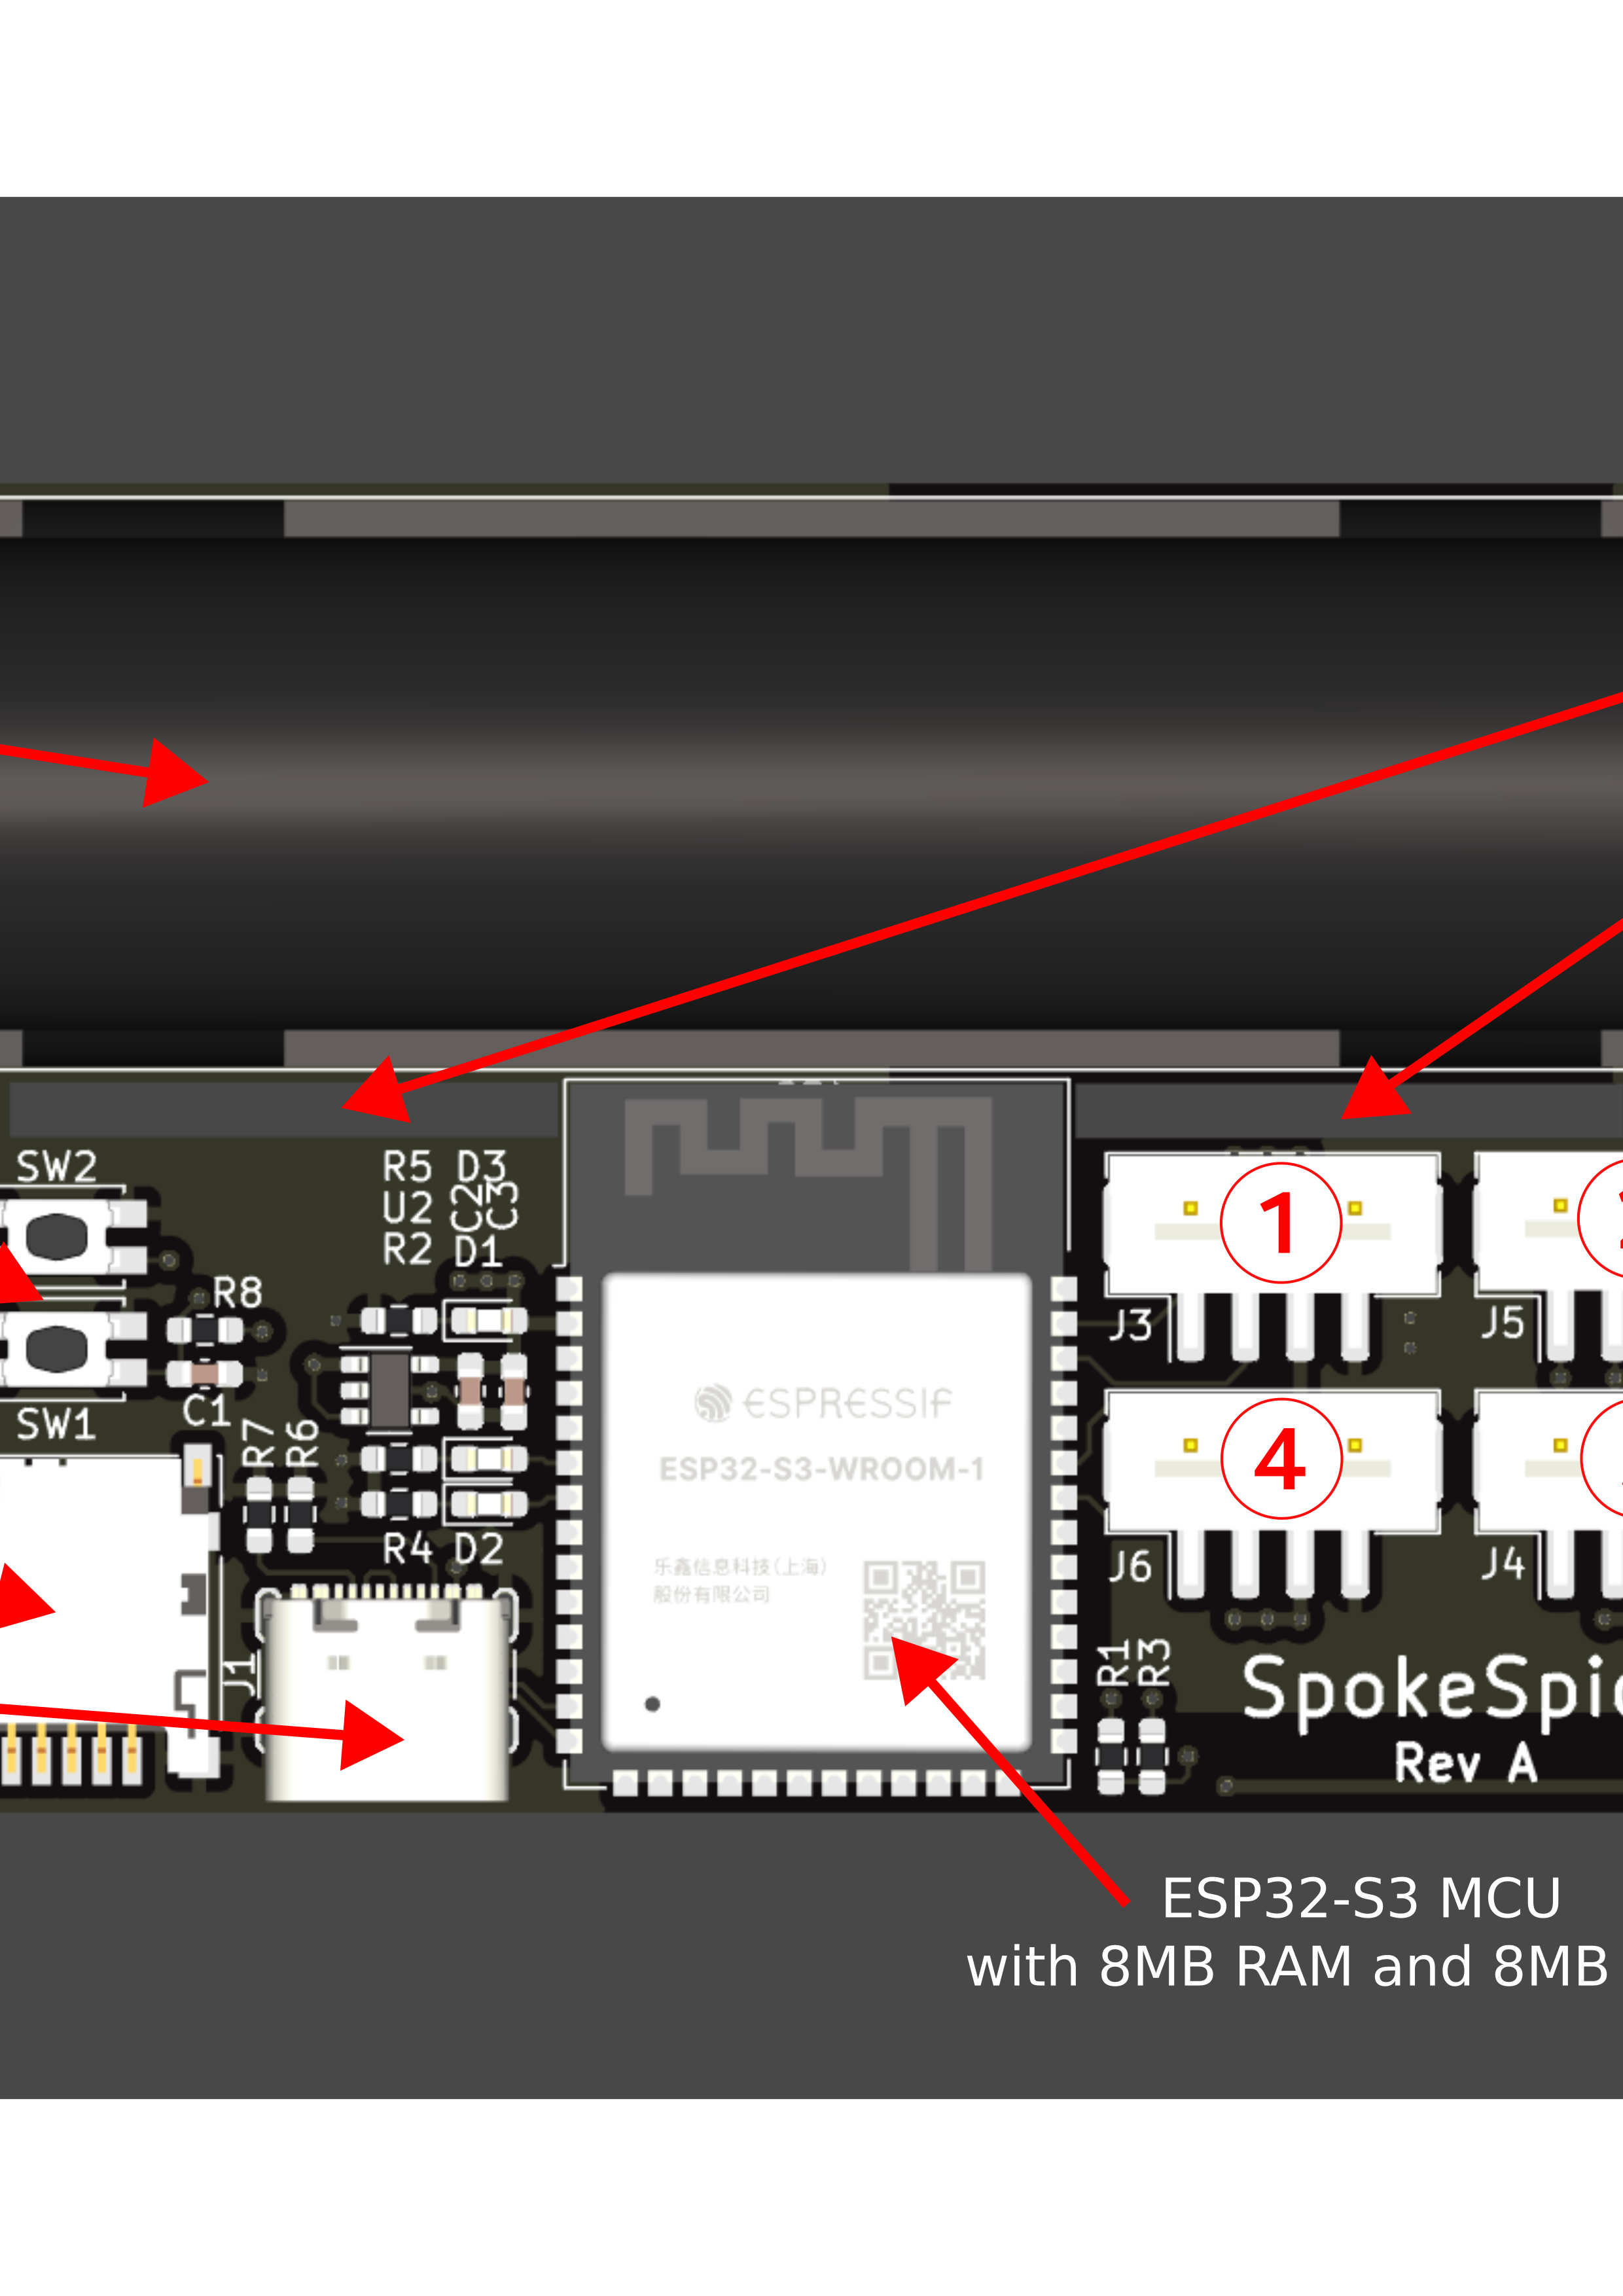 SW2
R5 D3
U2 C2 C3
R2 D1
1
R8
J3
J5
C1
SW1
R7 R6
ESPRESSIF
ESP32-S3-WROOM-1
4
R4 D2
乐鑫信息科技(上海)
股份有限公司
J6
J4
J1
R1 R3
Rev A
ESP32-S3 MCU
with 8MB RAM and 8MB